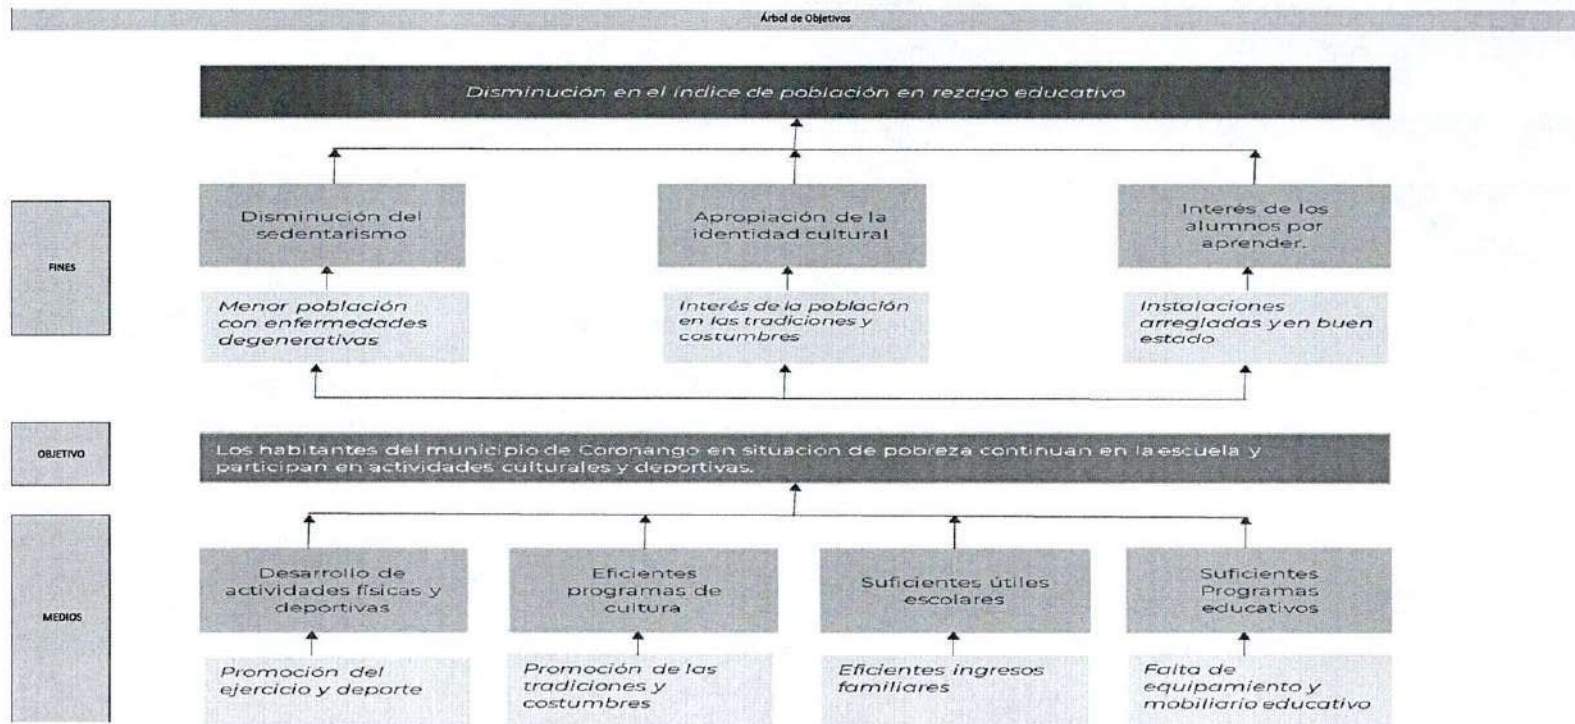 Árbol de Objetivos
Disminución en el índice de población en rezago educativo
FINES
Disminución del
sedentarismo
Apropiación de la
identidad cultural
Interés de los
alumnos por
aprender.
Menor población
con enfermedades
degenerativas
Interés de la población
en las tradiciones y
costumbres
Instalaciones
arregladas y en buen
estado
OBJETIVO
Los habitantes del municipio de Coronango en situación de pobreza continuan en la escuela y
participan en actividades culturales y deportivas.
MEDIOS
Desarrollo de
actividades físicas y
deportivas
Eficientes
programas de
cultura
Suficientes útiles
escolares
Suficientes
Programas
educativos
Promoción del
ejercicio y deporte
Promoción de las
tradiciones y
costumbres
Eficientes ingresos
familiares
Falta de
equipamiento y
mobiliario educativo